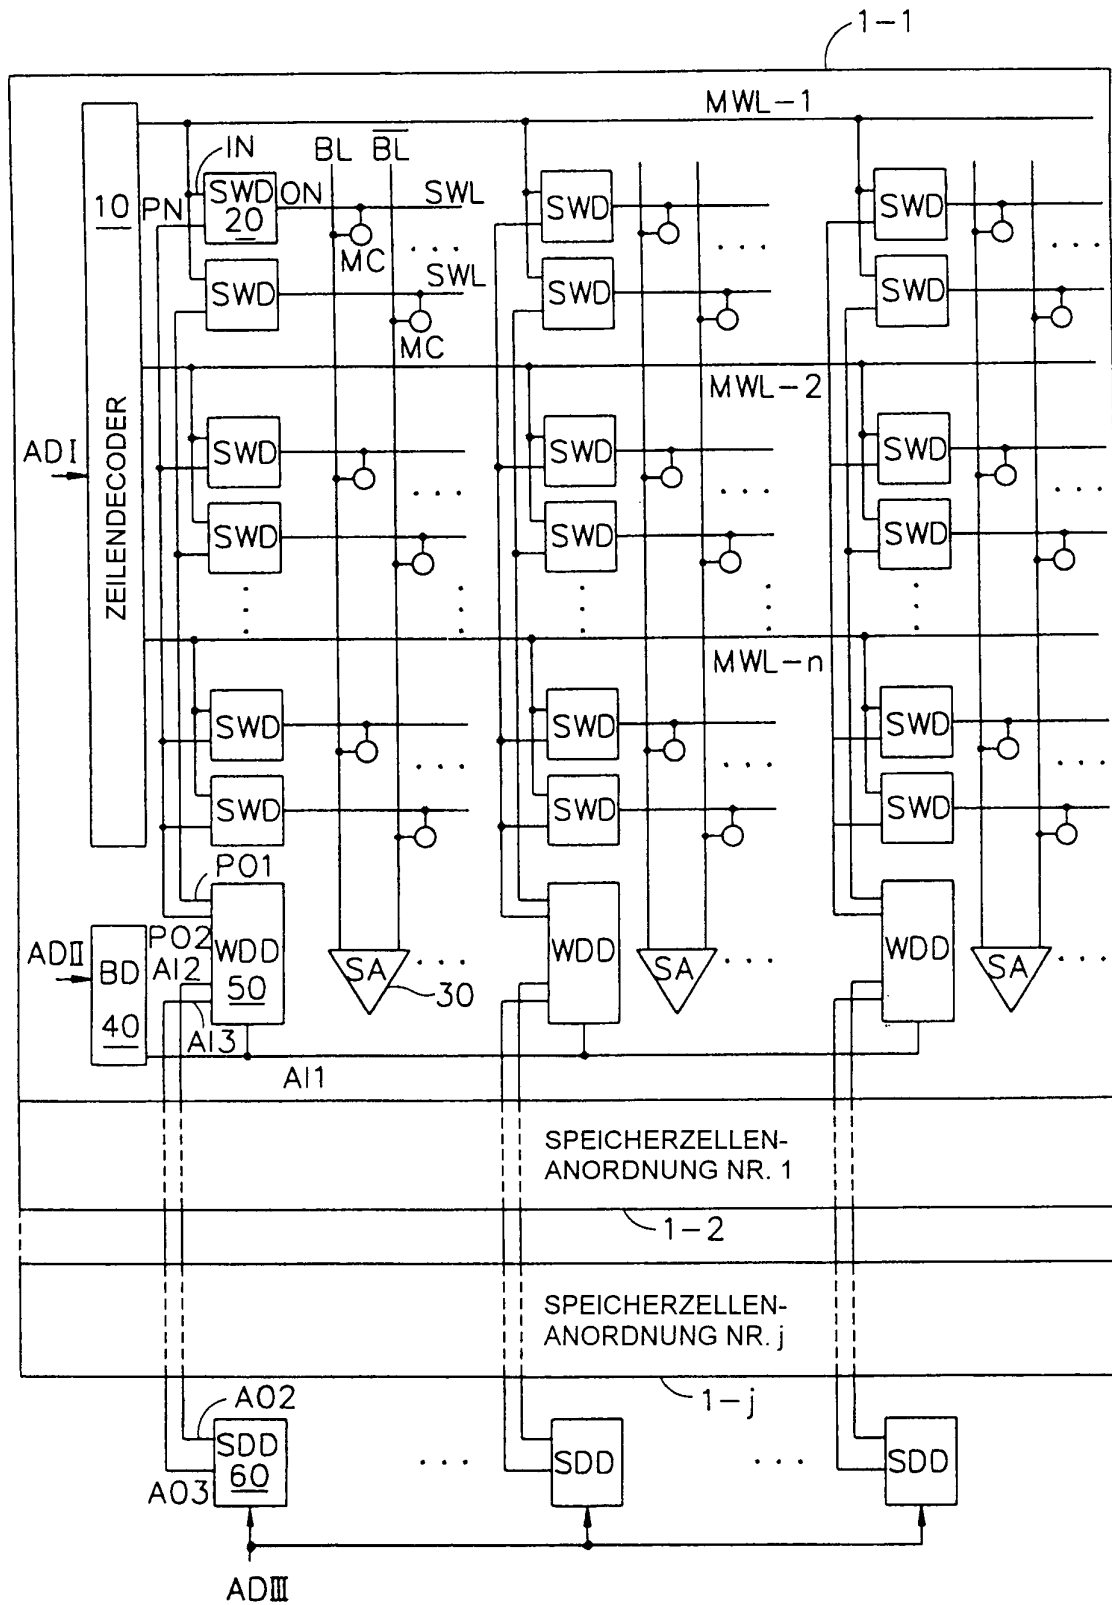 1-1
MWL-1
IN BL B̅L̅
10 PN SWD ON SWL SWD SWD
20
MC
SWD SWL SWD SWD
MC
MWL-2
ADI ZEILENDECODER SWD SWD SWD
SWD SWD SWD
MWL-n
SWD SWD SWD
SWD SWD SWD
PO1
ADII BD PO2 WDD SA WDD SA WDD SA
AI2
40 50 30
AI3
AI1
SPEICHERZELLEN-
ANORDNUNG NR. 1
1-2
SPEICHERZELLEN-
ANORDNUNG NR. j
1-j
AO2
SDD SDD SDD
60
AO3
ADIII